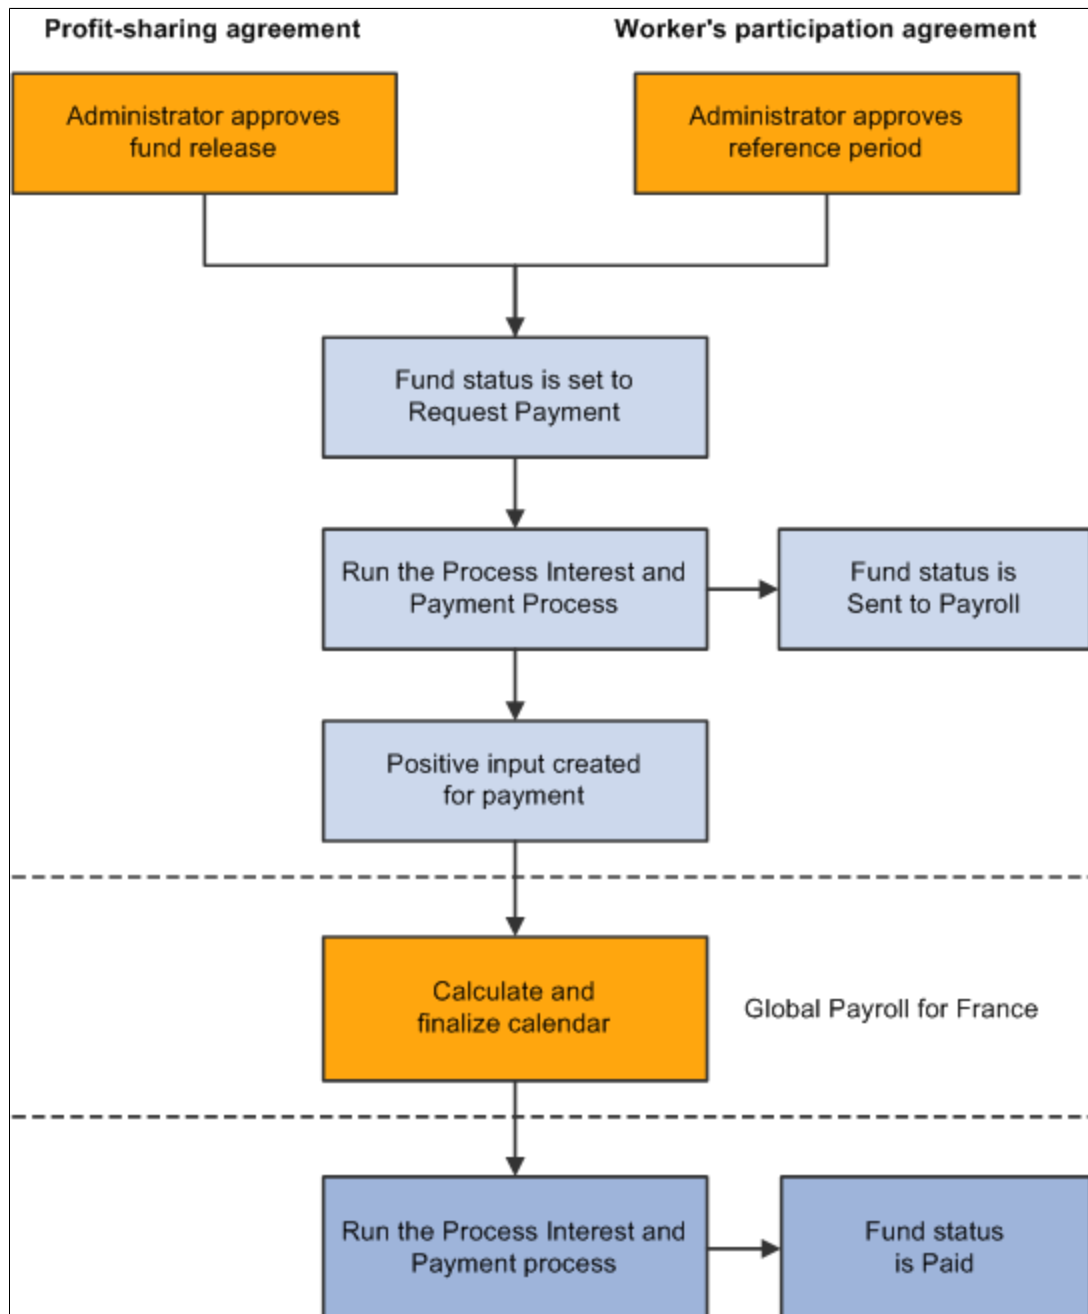 Profit-sharing agreement
Worker's participation agreement
Administrator approves
fund release
Administrator approves
reference period
Fund status is set to
Request Payment
Run the Process Interest and
Payment Process
Fund status is
Sent to Payroll
Positive input created
for payment
Calculate and
finalize calendar
Global Payroll for France
Run the Process Interest and
Payment process
Fund status
is Paid